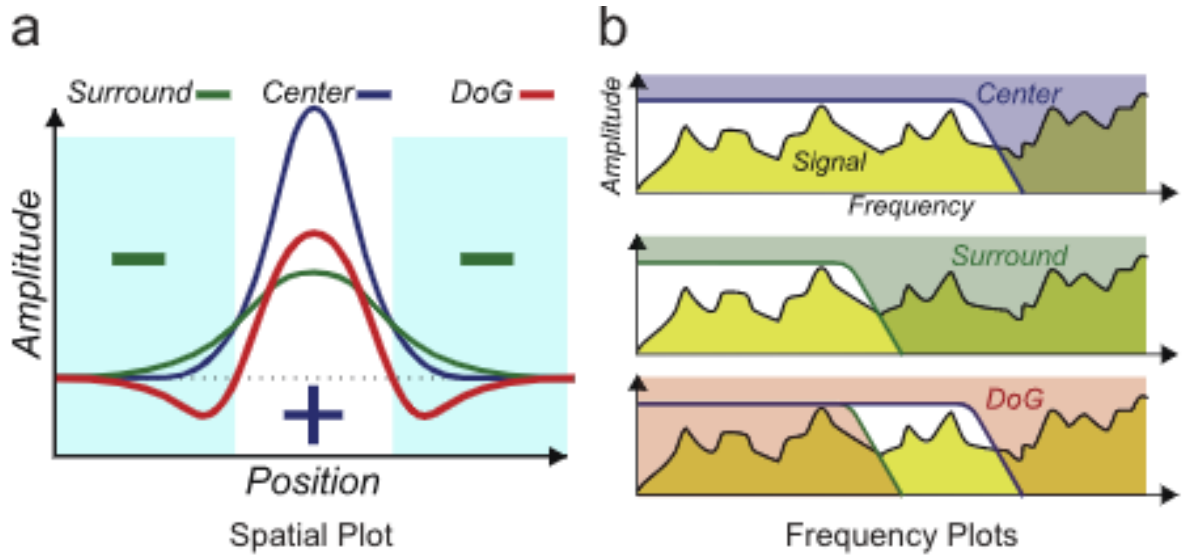 a
Surround Center DoG
Amplitude
− −
+
Position
Spatial Plot
b
Amplitude
Center
Signal
Frequency
Surround
DoG
Frequency Plots